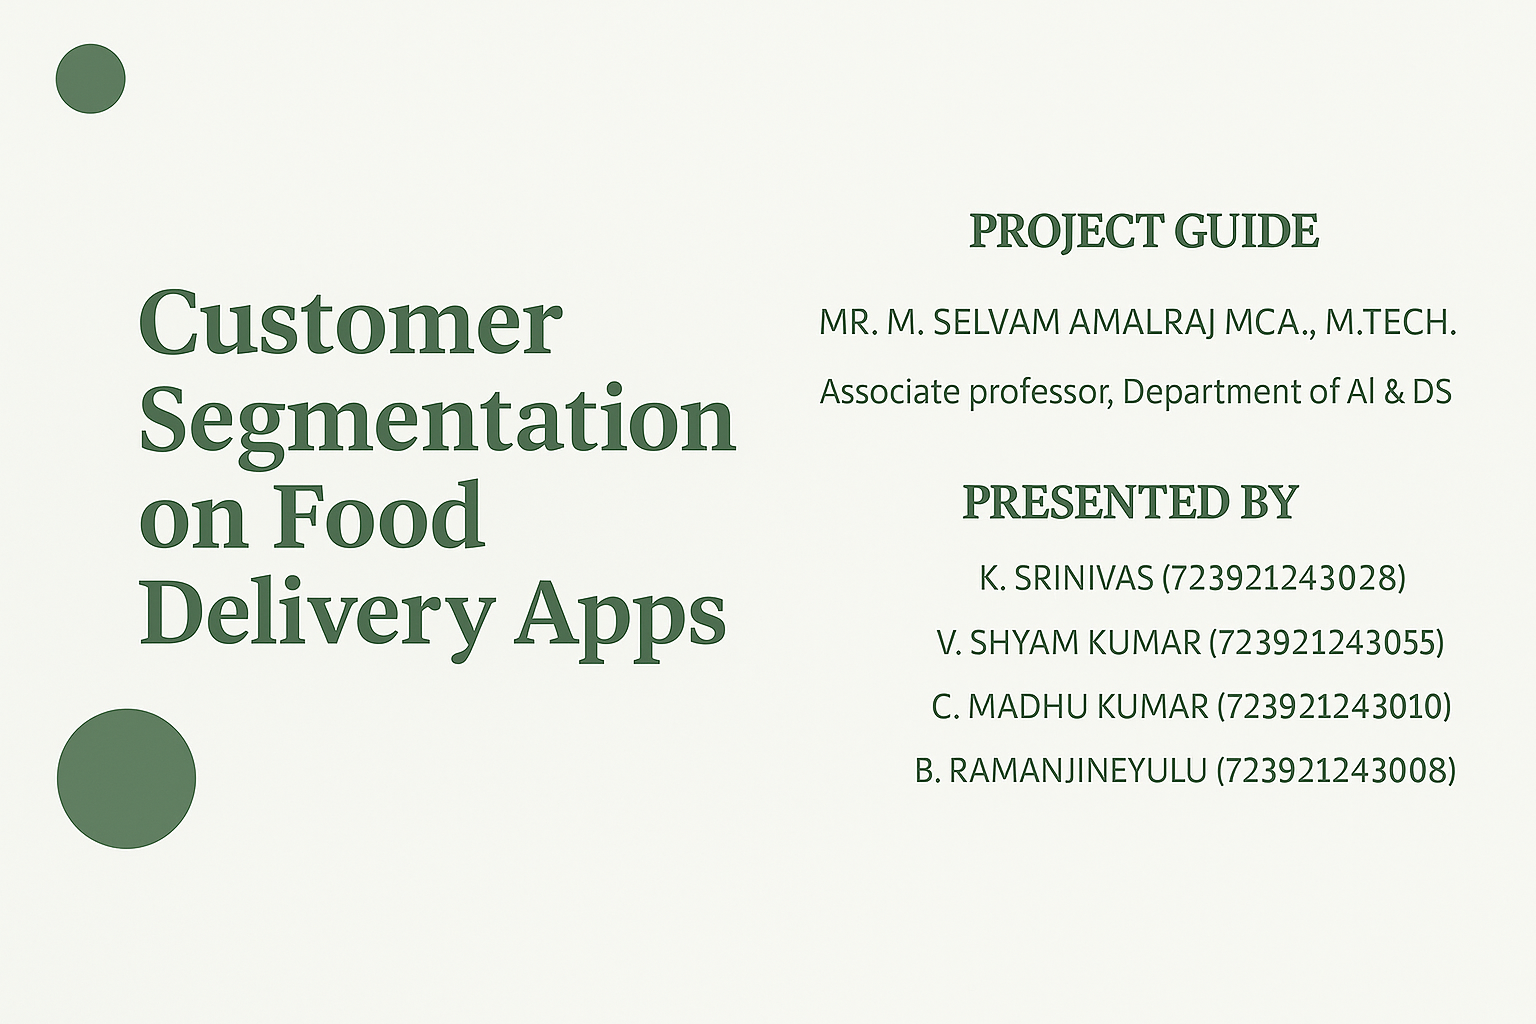 Customer
Segmentation
on Food
Delivery Apps
PROJECT GUIDE
MR. M. SELVAM AMALRAJ MCA., M.TECH.
Associate professor, Department of Al & DS
PRESENTED BY
K. SRINIVAS (723921243028)
V. SHYAM KUMAR (723921243055)
C. MADHU KUMAR (723921243010)
B. RAMANJINEYULU (723921243008)